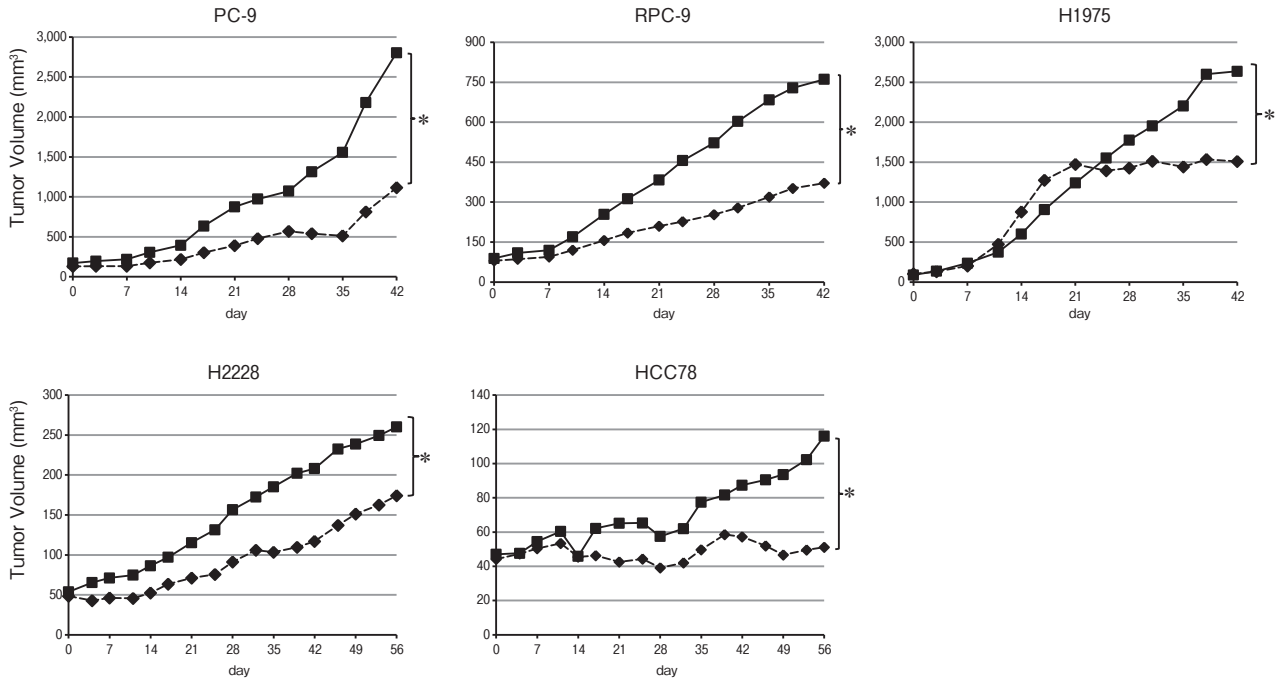 PC-9
Tumor Volume (mm³)
3,000
2,500
2,000
1,500
1,000
500
0
0 7 14 21 28 35 42
day
*
RPC-9
900
750
600
450
300
150
0
0 7 14 21 28 35 42
day
*
H1975
3,000
2,500
2,000
1,500
1,000
500
0
0 7 14 21 28 35 42
day
*
H2228
Tumor Volume (mm³)
300
250
200
150
100
50
0
0 7 14 21 28 35 42 49 56
day
*
HCC78
140
120
100
80
60
40
20
0
0 7 14 21 28 35 42 49 56
day
*